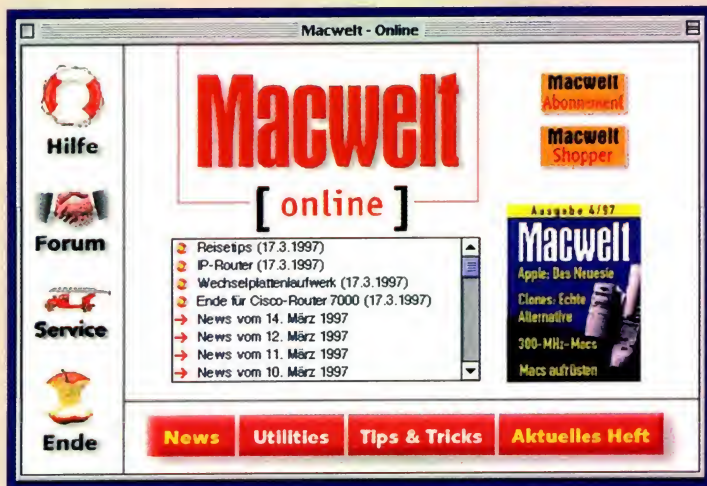 Macwelt - Online
Hilfe
Forum
Service
Ende
Macwelt
[ online ]
Reisetips (17.3.1997)
IP-Router (17.3.1997)
Wechselplattenlaufwerk (17.3.1997)
Ende für Cisco-Router 7000 (17.3.1997)
News vom 14. März 1997
News vom 12. März 1997
News vom 11. März 1997
News vom 10. März 1997
Macwelt
Abonnement
Macwelt
Shopper
Ausgabe 4/97
Macwelt
Apple: Das Neueste
Clones: Echte
Alternative
300-MHz-Macs
Macs aufrüsten
News
Utilities
Tips & Tricks
Aktuelles Heft